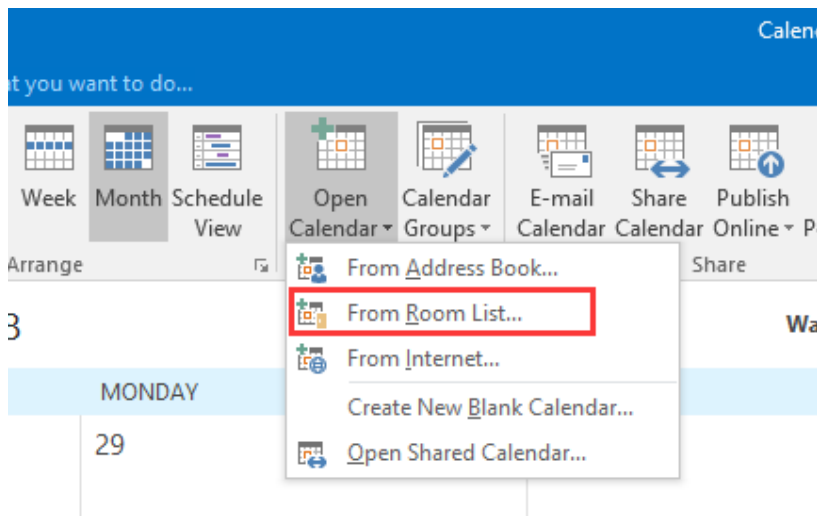 Calen
at you want to do...
Week Month Schedule View
Open Calendar
Calendar Groups
E-mail Calendar
Share Calendar
Publish Online
P
Arrange
Share
From Address Book...
From Room List...
From Internet...
Create New Blank Calendar...
Open Shared Calendar...
Wa
MONDAY
29